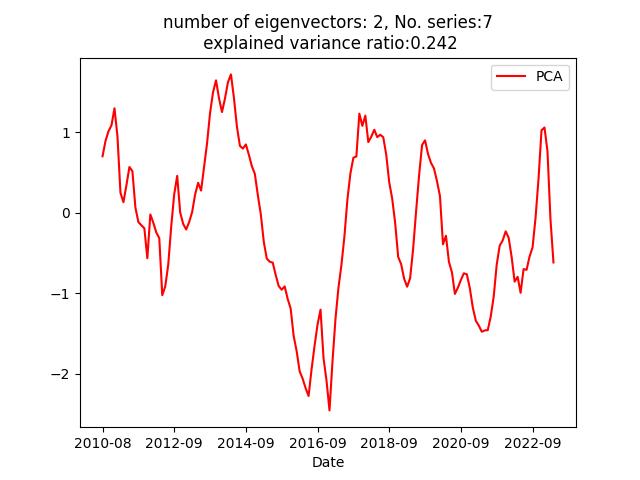 number of eigenvectors: 2, No. series:7
explained variance ratio:0.242
PCA
1
0
−1
−2
2010-08 2012-09 2014-09 2016-09 2018-09 2020-09 2022-09
Date